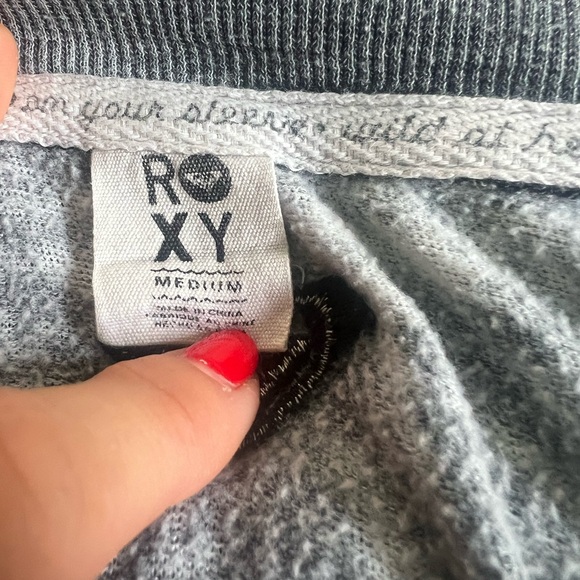 on your sleeve wild at he
ROXY
MEDIUM
MADE IN CHINA